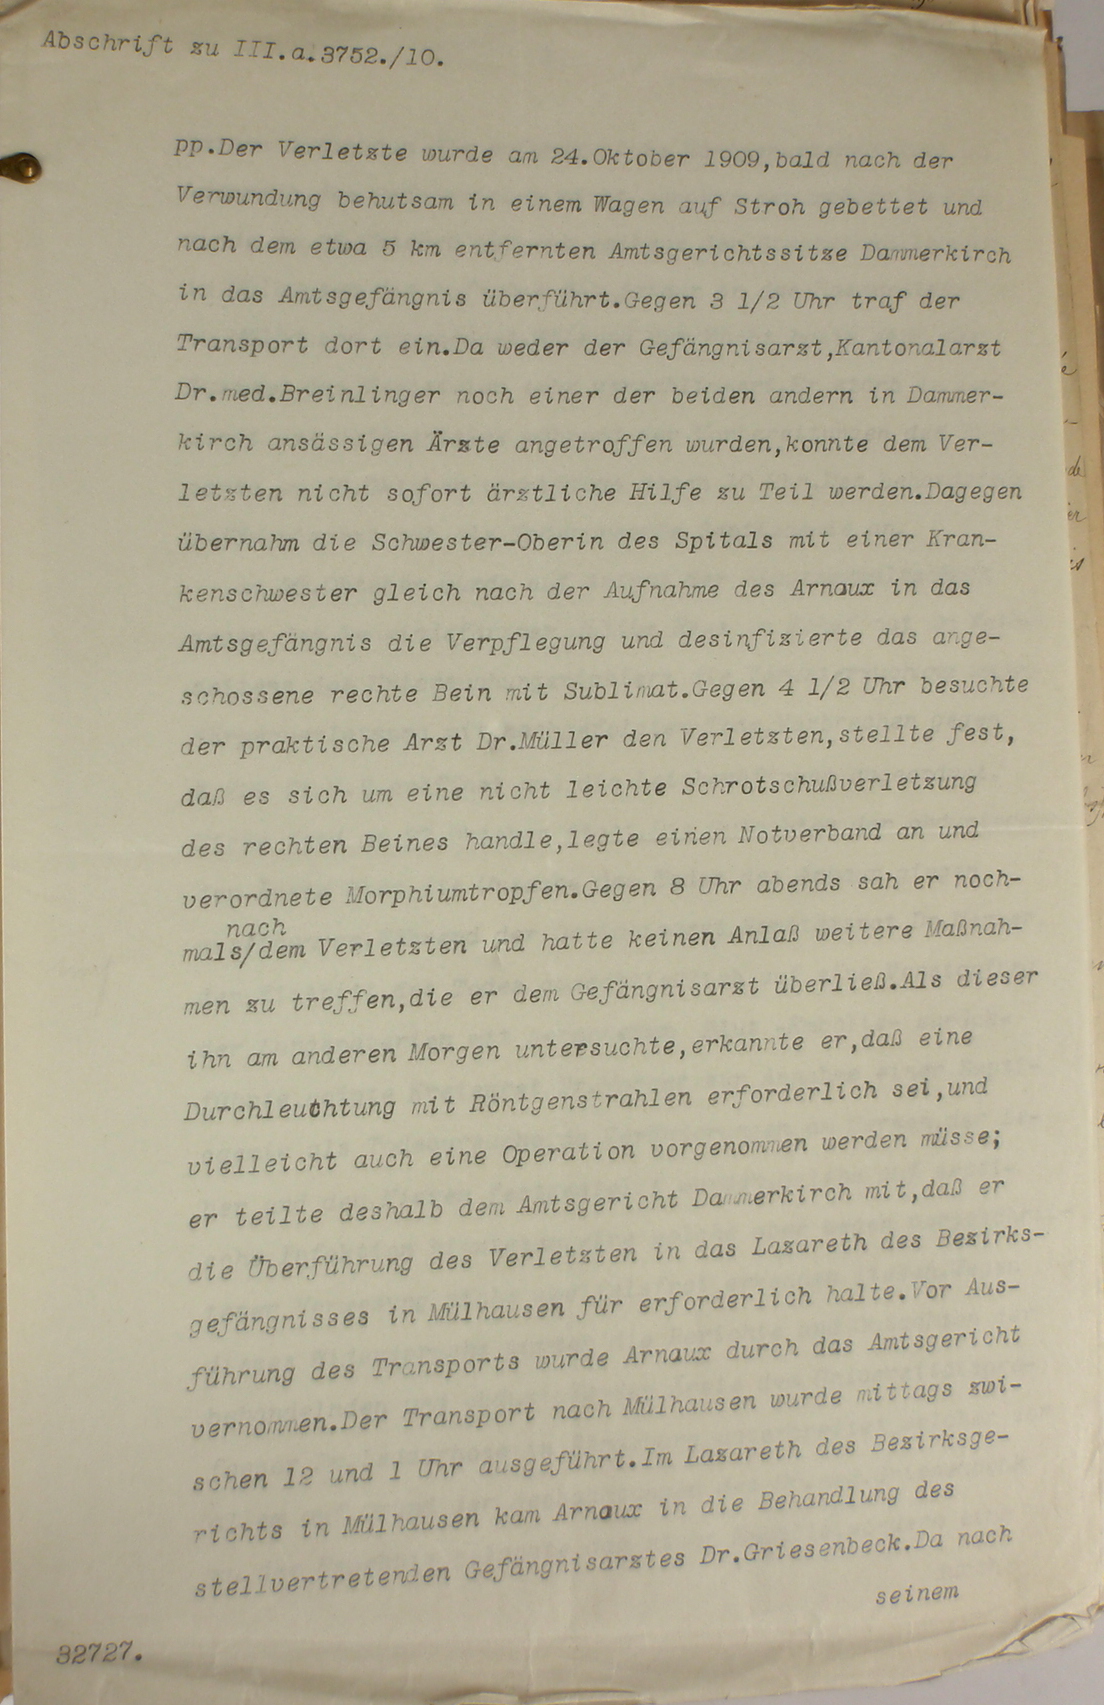 Abschrift zu III.a.3752./10.
pp.Der Verletzte wurde am 24.Oktober 1909,bald nach der
Verwundung behutsam in einem Wagen auf Stroh gebettet und
nach dem etwa 5 km entfernten Amtsgerichtssitze Dammerkirch
in das Amtsgefängnis überführt.Gegen 3 1/2 Uhr traf der
Transport dort ein.Da weder der Gefängnisarzt,Kantonalarzt
Dr.med.Breinlinger noch einer der beiden andern in Dammer-
kirch ansässigen Ärzte angetroffen wurden,konnte dem Ver-
letzten nicht sofort ärztliche Hilfe zu Teil werden.Dagegen
übernahm die Schwester-Oberin des Spitals mit einer Kran-
kenschwester gleich nach der Aufnahme des Arnaux in das
Amtsgefängnis die Verpflegung und desinfizierte das ange-
schossene rechte Bein mit Sublimat.Gegen 4 1/2 Uhr besuchte
der praktische Arzt Dr.Müller den Verletzten,stellte fest,
daß es sich um eine nicht leichte Schrotschußverletzung
des rechten Beines handle,legte einen Notverband an und
verordnete Morphiumtropfen.Gegen 8 Uhr abends sah er noch-
nach
mals/dem Verletzten und hatte keinen Anlaß weitere Maßnah-
men zu treffen,die er dem Gefängnisarzt überließ.Als dieser
ihn am anderen Morgen untersuchte,erkannte er,daß eine
Durchleuchtung mit Röntgenstrahlen erforderlich sei,und
vielleicht auch eine Operation vorgenommen werden müsse;
er teilte deshalb dem Amtsgericht Dammerkirch mit,daß er
die Überführung des Verletzten in das Lazareth des Bezirks-
gefängnisses in Mülhausen für erforderlich halte.Vor Aus-
führung des Transports wurde Arnaux durch das Amtsgericht
vernommen.Der Transport nach Mülhausen wurde mittags zwi-
schen 12 und 1 Uhr ausgeführt.Im Lazareth des Bezirksge-
richts in Mülhausen kam Arnaux in die Behandlung des
stellvertretenden Gefängnisarztes Dr.Griesenbeck.Da nach
seinem
32727.